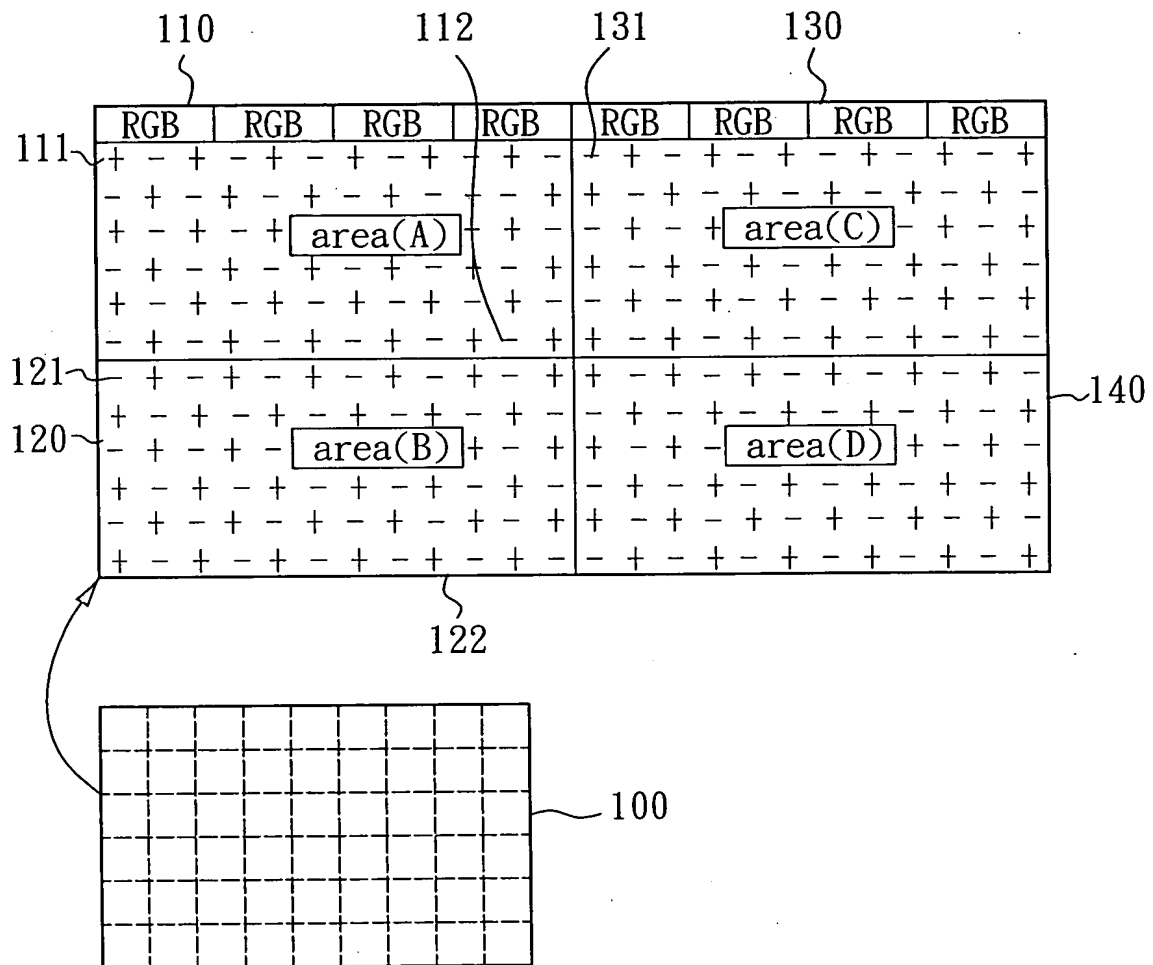 110 112 131 130
RGB RGB RGB RGB RGB RGB RGB RGB
111 + - + - + - + - + - + - - + - + - + - + - + - +
- + - + - + - + - + - + + - + - + - + - + - + -
+ - + - + area(A) - + - - + - + area(C) - + - +
- + - + - + - + - + - + + - + - + - + - + - + -
+ - + - + - + - + - + - - + - + - + - + - + - +
- + - + - + - + - + - + + - + - + - + - + - + -
121 - + - + - + - + - + - + + - + - + - + - + - + -
140
+ - + - + - + - + - + - - + - + - + - + - + - +
120 - + - + - area(B) + - + + - + - area(D) + - + -
+ - + - + - + - + - + - - + - + - + - + - + - +
- + - + - + - + - + - + + - + - + - + - + - + -
+ - + - + - + - + - + - - + - + - + - + - + - +
122
100